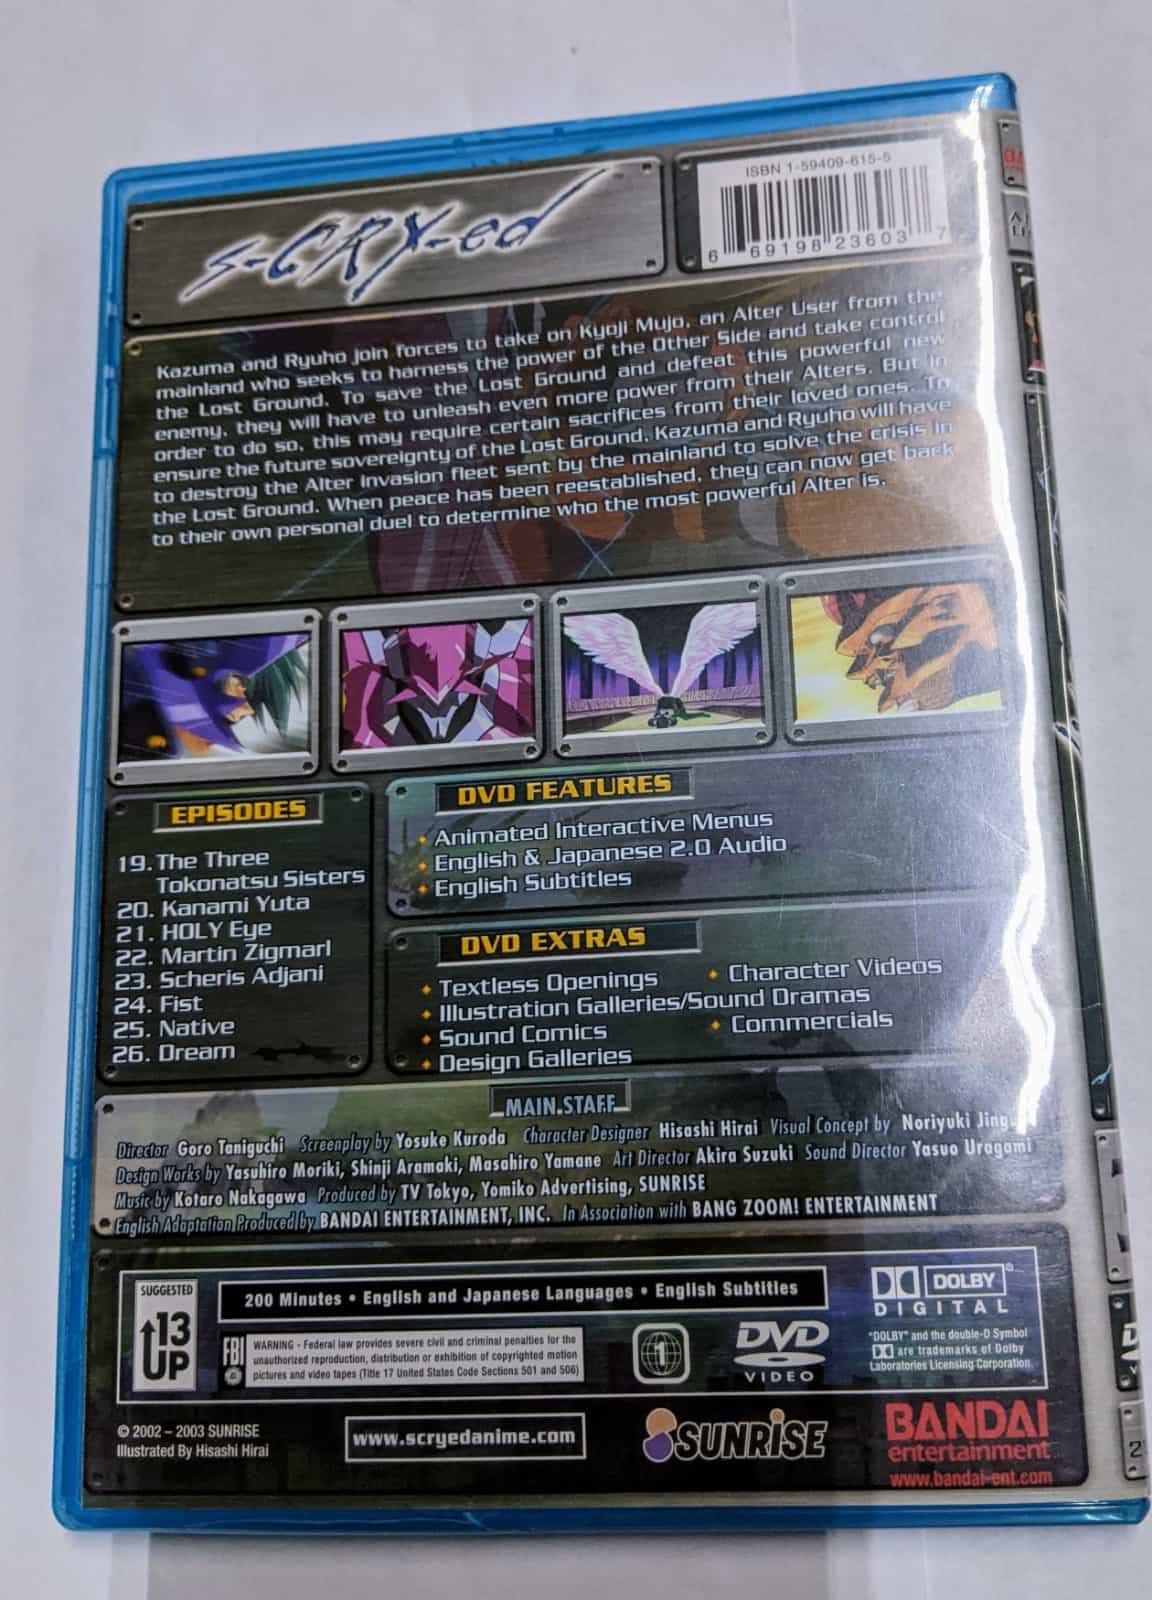 s-CRY-ed
ISBN 1-59409-615-5
6 69198 23603 7
Kazuma and Ryuho join forces to take on Kyoji Mujo, an Alter User from the
mainland who seeks to harness the power of the Other Side and take control
the Lost Ground. To save the Lost Ground and defeat this powerful new
enemy, they will have to unleash even more power from their Alters. But in
order to do so, this may require certain sacrifices from their loved ones. To
ensure the future sovereignty of the Lost Ground, Kazuma and Ryuho will have
to destroy the Alter Invasion fleet sent by the mainland to solve the crisis in
the Lost Ground. When peace has been reestablished, they can now get back
to their own personal duel to determine who the most powerful Alter is.
EPISODES
19. The Three
Tokonatsu Sisters
20. Kanami Yuta
21. HOLY Eye
22. Martin Zigmarl
23. Scheris Adjani
24. Fist
25. Native
26. Dream
DVD FEATURES
Animated Interactive Menus
English & Japanese 2.0 Audio
English Subtitles
DVD EXTRAS
Textless Openings
Character Videos
Illustration Galleries/Sound Dramas
Sound Comics
Commercials
Design Galleries
MAIN STAFF
Director Goro Taniguchi Screenplay by Yosuke Kuroda Character Designer Hisashi Hirai Visual Concept by Noriyuki
Design Works by Yasuhiro Moriki, Shinji Aramaki, Masahiro Yamane Art Director Akira Suzuki Sound Director Yasuo Uragami
Music by Kotaro Nakagawa Produced by TV Tokyo, Yomiko Advertising, SUNRISE
English Adaptation Produced by BANDAI ENTERTAINMENT, INC. In Association with BANG ZOOM! ENTERTAINMENT
SUGGESTED
13
UP
200 Minutes • English and Japanese Languages • English Subtitles
FBI
WARNING - Federal law provides severe civil and criminal penalties for the
unauthorized reproduction, distribution or exhibition of copyrighted motion
pictures and video tapes (Title 17 United States Code Sections 501 and 506)
1
DVD
VIDEO
DOLBY®
DIGITAL
"DOLBY" and the double-D Symbol
are trademarks of Dolby
Laboratories Licensing Corporation.
© 2002 – 2003 SUNRISE
Illustrated By Hisashi Hirai
www.scryedanime.com
SUNRISE
BANDAI
entertainment
www.bandai-ent.com